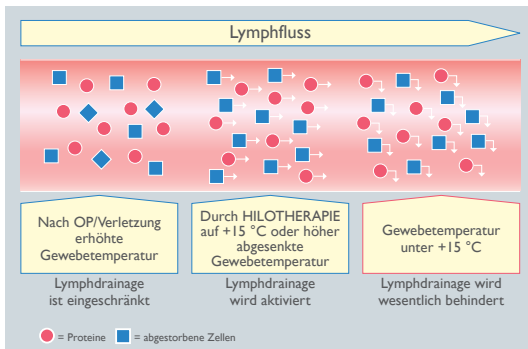 Lymphfluss
Nach OP/Verletzung
erhöhte
Gewebetemperatur
Durch HILOTHERAPIE
auf +15 °C oder höher
abgesenkte
Gewebetemperatur
Gewebetemperatur
unter +15 °C
Lymphdrainage
ist eingeschränkt
Lymphdrainage
wird aktiviert
Lymphdrainage wird
wesentlich behindert
= Proteine = abgestorbene Zellen